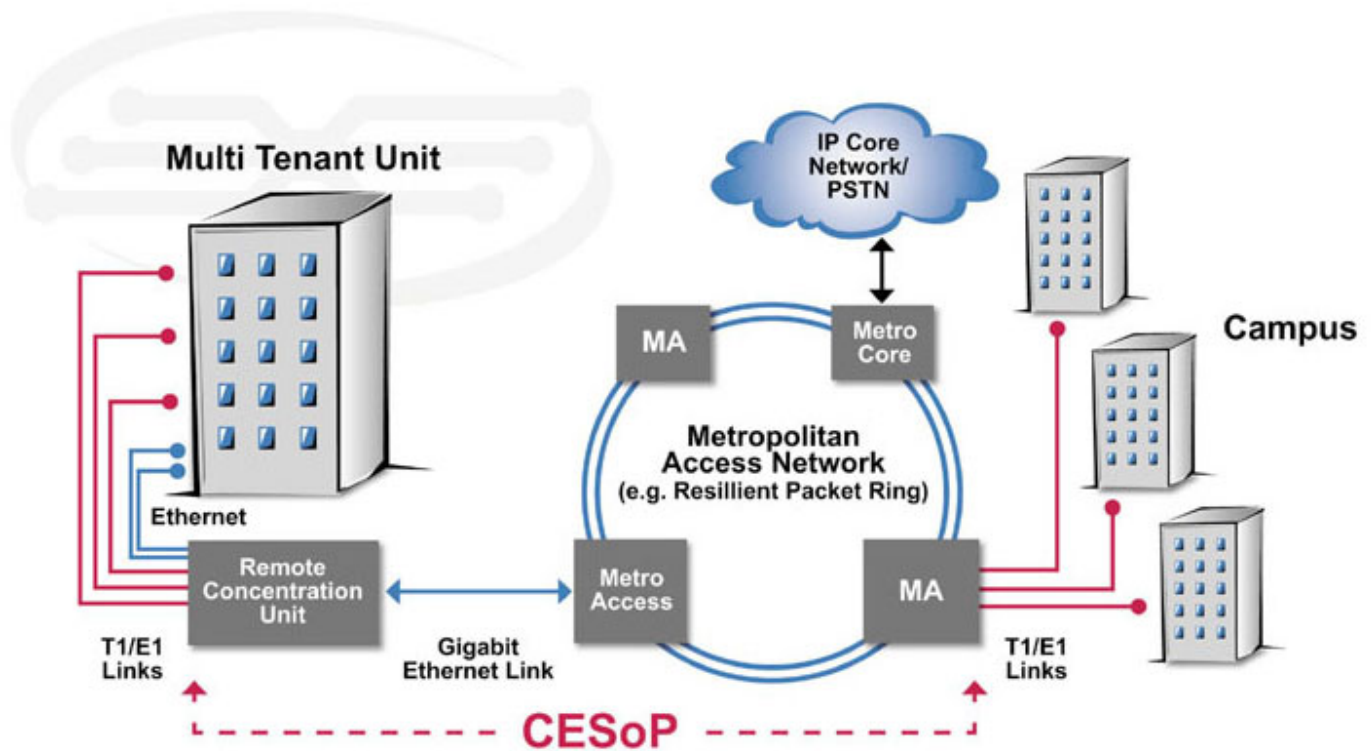 Multi Tenant Unit
IP Core
Network/
PSTN
MA
Metro
Core
Campus
Metropolitan
Access Network
(e.g. Resillient Packet Ring)
Ethernet
Remote
Concentration
Unit
Metro
Access
MA
T1/E1
Links
Gigabit
Ethernet Link
T1/E1
Links
CESoP